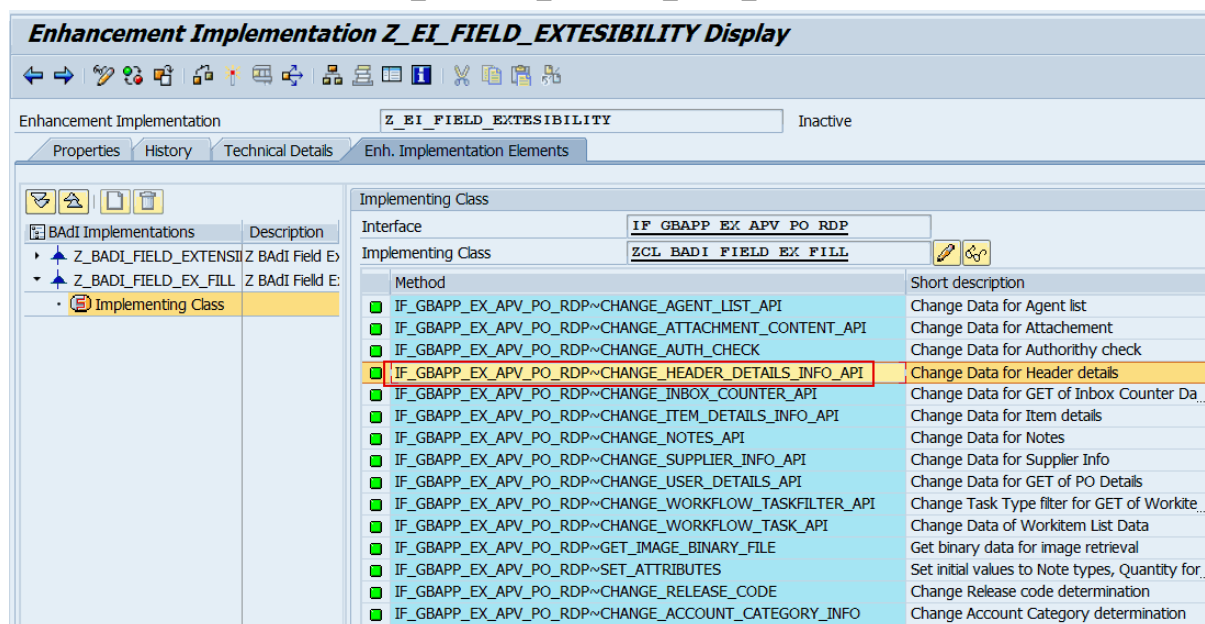 Enhancement Implementation Z_EI_FIELD_EXTESIBILITY Display
Enhancement Implementation Z_EI_FIELD_EXTESIBILITY Inactive
Properties History Technical Details Enh. Implementation Elements
Implementing Class
Interface IF_GBAPP_EX_APV_PO_RDP
Implementing Class ZCL_BADI_FIELD_EX_FILL
BAdI Implementations Description
Z_BADI_FIELD_EXTENSI Z BAdI Field Ex
Z_BADI_FIELD_EX_FILL Z BAdI Fielld E
Implementing Class
Method Short description
IF_GBAPP_EX_APV_PO_RDP~CHANGE_AGENT_LIST_API Change Data for Agent list
IF_GBAPP_EX_APV_PO_RDP~CHANGE_ATTACHMENT_CONTENT_API Change Data for Attachement
IF_GBAPP_EX_APV_PO_RDP~CHANGE_AUTH_CHECK Change Data for Authorithy check
IF_GBAPP_EX_APV_PO_RDP~CHANGE_HEADER_DETAILS_INFO_API Change Data for Header details
IF_GBAPP_EX_APV_PO_RDP~CHANGE_INBOX_COUNTER_API Change Data for GET of Inbox Counter Da...
IF_GBAPP_EX_APV_PO_RDP~CHANGE_ITEM_DETAILS_INFO_API Change Data for Item details
IF_GBAPP_EX_APV_PO_RDP~CHANGE_NOTES_API Change Data for Notes
IF_GBAPP_EX_APV_PO_RDP~CHANGE_SUPPLIER_INFO_API Change Data for Supplier Info
IF_GBAPP_EX_APV_PO_RDP~CHANGE_USER_DETAILS_API Change Data for GET of PO Details
IF_GBAPP_EX_APV_PO_RDP~CHANGE_WORKFLOW_TASKFILTER_API Change Task Type filter for GET of Workite...
IF_GBAPP_EX_APV_PO_RDP~CHANGE_WORKFLOW_TASK_API Change Data of Workitem List Data
IF_GBAPP_EX_APV_PO_RDP~GET_IMAGE_BINARY_FILE Get binary data for image retrieval
IF_GBAPP_EX_APV_PO_RDP~SET_ATTRIBUTES Set initial values to Note types, Quantity for...
IF_GBAPP_EX_APV_PO_RDP~CHANGE_RELEASE_CODE Change Release code determination
IF_GBAPP_EX_APV_PO_RDP~CHANGE_ACCOUNT_CATEGORY_INFO Change Account Category determination